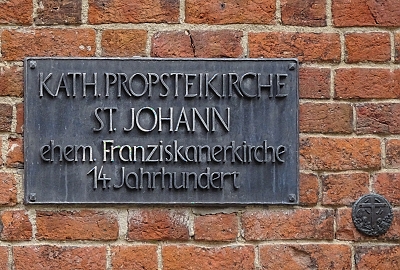 KATH. PROPSTEIKIRCHE
ST. JOHANN
ehem. Franziskanerkirche
14. Jahrhundert